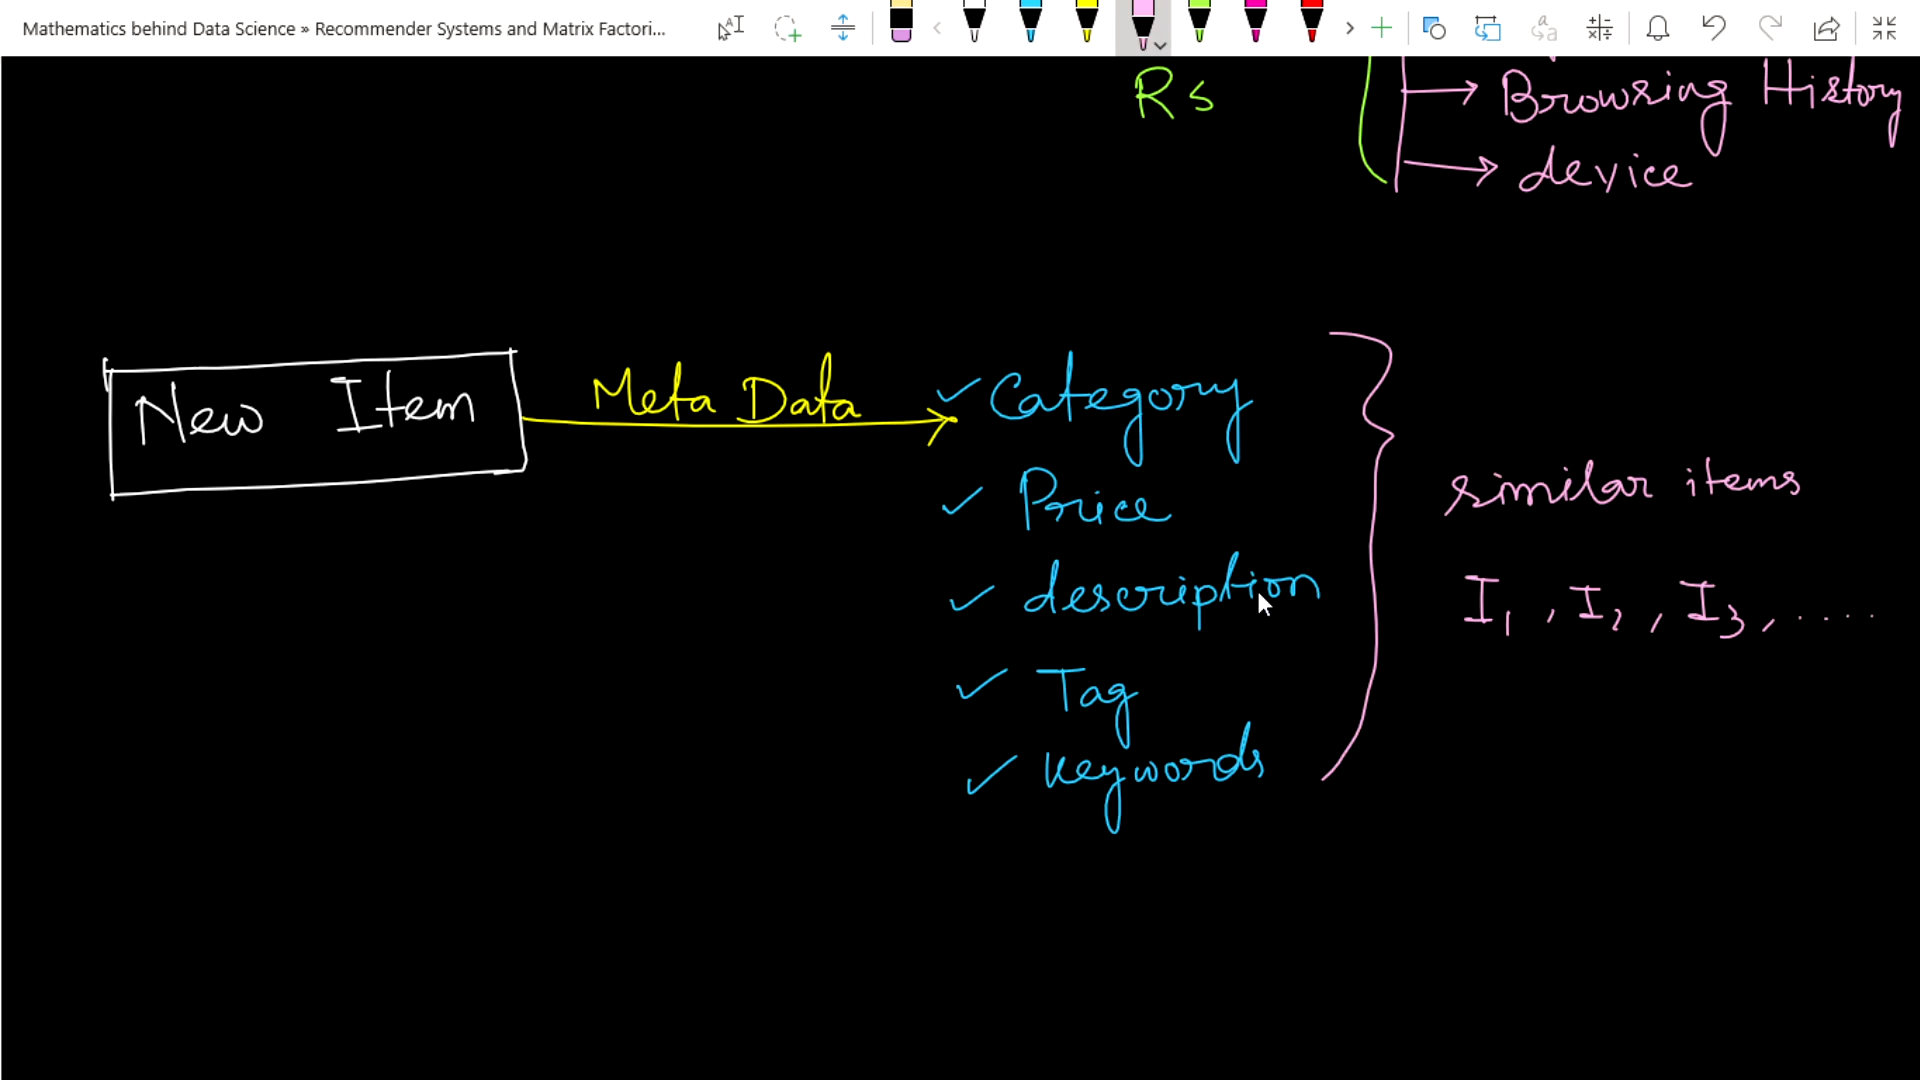 Mathematics behind Data Science » Recommender Systems and Matrix Factori...
Rs
Browsing History
device
New Item
Meta Data
Category
Price
description
Tag
Keywords
similar items
I1, I2, I3, .....